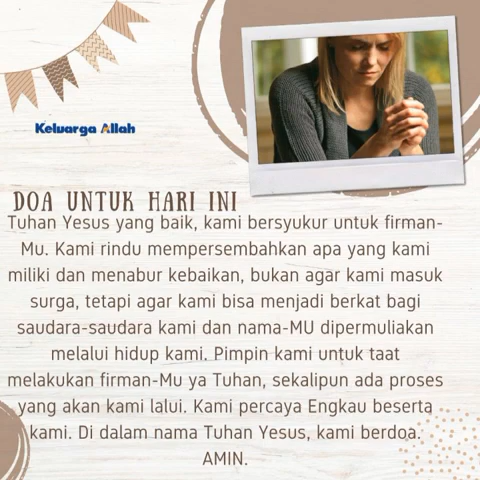 Keluarga Allah
DOA UNTUK HARI INI
Tuhan Yesus yang baik, kami bersyukur untuk firman-
Mu. Kami rindu mempersembahkan apa yang kami
miliki dan menabur kebaikan, bukan agar kami masuk
surga, tetapi agar kami bisa menjadi berkat bagi
saudara-saudara kami dan nama-MU dipermuliakan
melalui hidup kami. Pimpin kami untuk taat
melakukan firman-Mu ya Tuhan, sekalipun ada proses
yang akan kami lalui. Kami percaya Engkau beserta
kami. Di dalam nama Tuhan Yesus, kami berdoa.
AMIN.